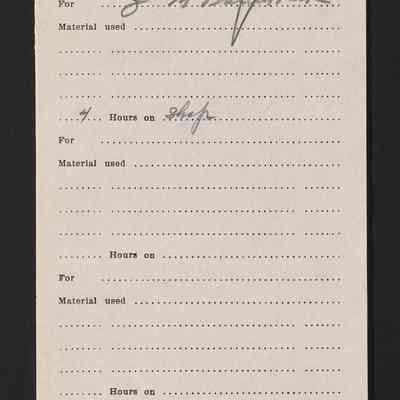 For
Material used
4 Hours on shop
For
Material used
Hours on
For
Material used
Hours on